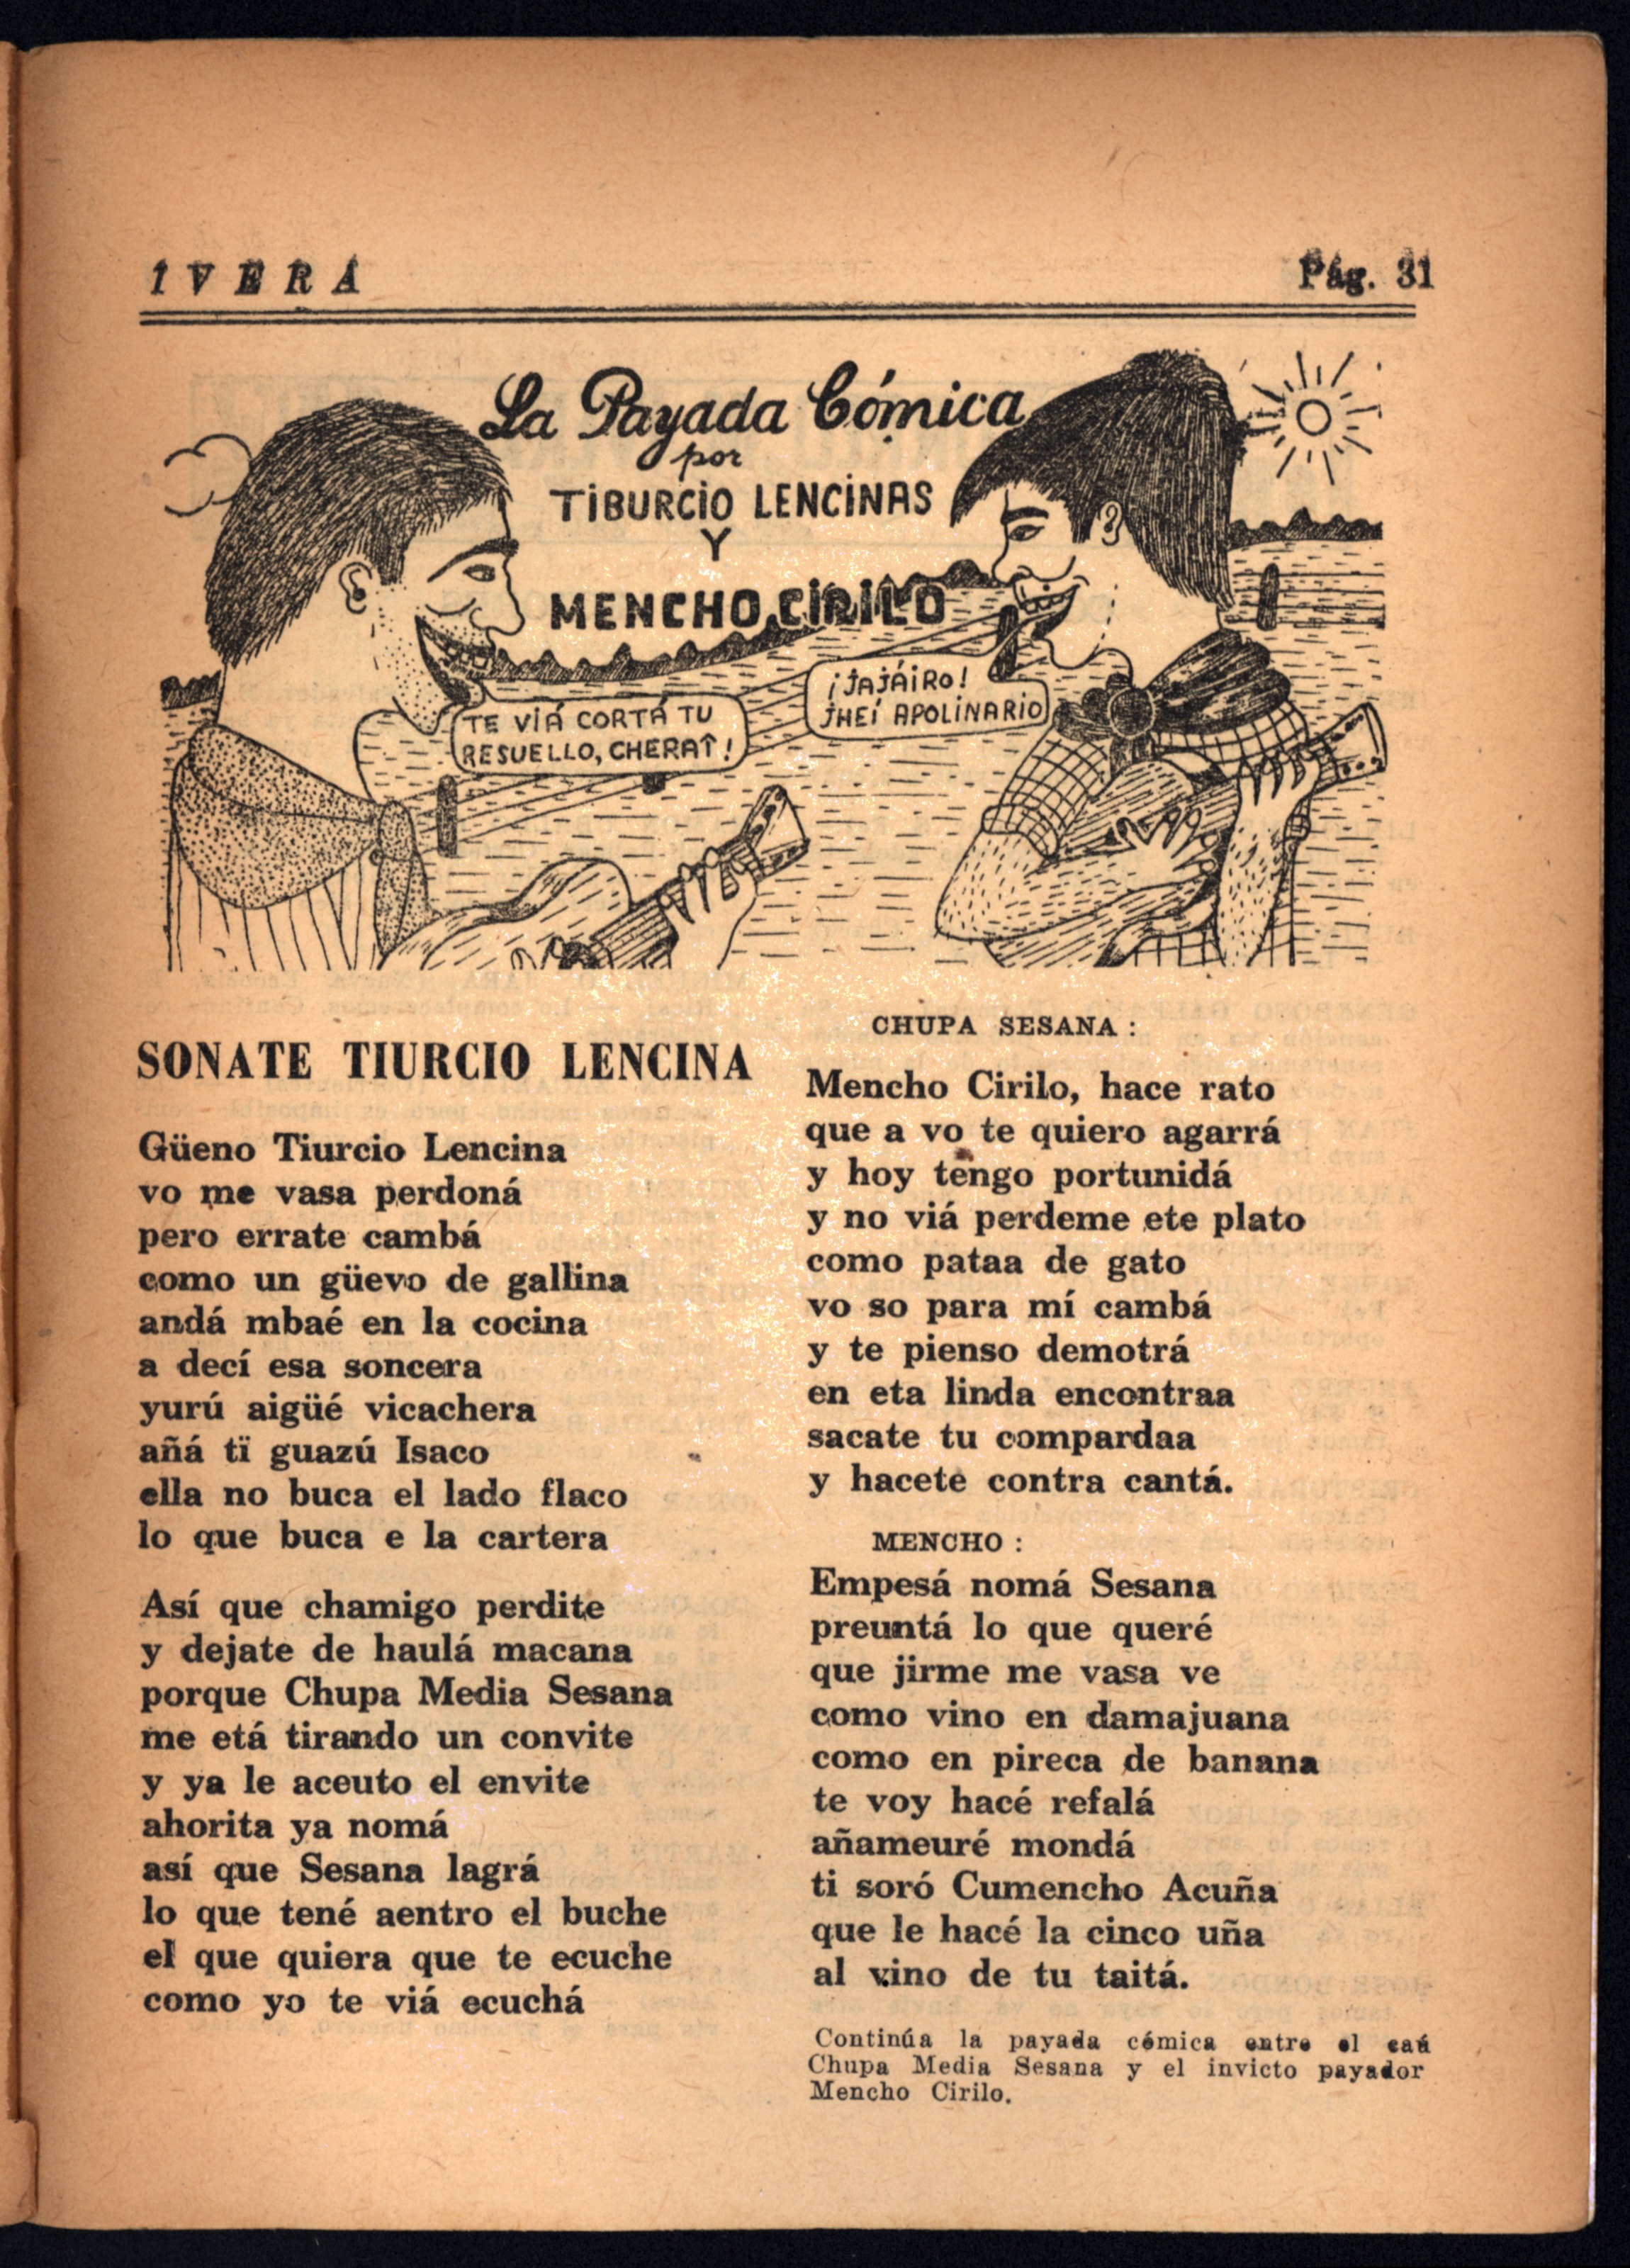 IVERÁ
Pág. 31
La Payada Cómica
por
TIBURCIO LENCINAS
Y
MENCHO CIRILO
TE VIÁ CORTÁ TU
RESUELLO, CHERAT̂!
¡JAJÁIRO!
JHEÍ APOLINARIO
SONATE TIURCIO LENCINA
Güeno Tiurcio Lencina
vo me vasa perdoná
pero errate cambá
como un güevo de gallina
andá mbaé en la cocina
a decí esa soncera
yurú aigüé vicachera
añá tï guazú Isaco
ella no buca el lado flaco
lo que buca e la cartera
Así que chamigo perdite
y dejate de haulá macana
porque Chupa Media Sesana
me etá tirando un convite
y ya le aceuto el envite
ahorita ya nomá
así que Sesana lagrá
lo que tené aentro el buche
el que quiera que te ecuche
como yo te viá ecuchá
CHUPA SESANA :
Mencho Cirilo, hace rato
que a vo te quiero agarrá
y hoy tengo portunidá
y no viá perdeme ete plato
como pataa de gato
vo so para mí cambá
y te pienso demotrá
en eta linda encontraa
sacate tu compardaa
y hacete contra cantá.
MENCHO :
Empesá nomá Sesana
preuntá lo que queré
que jirme me vasa ve
como vino en damajuana
como en pireca de banana
te voy hacé refalá
añameuré mondá
ti soró Cumencho Acuña
que le hacé la cinco uña
al vino de tu taitá.
Continúa la payada cómica entre el caú
Chupa Media Sesana y el invicto payador
Mencho Cirilo.